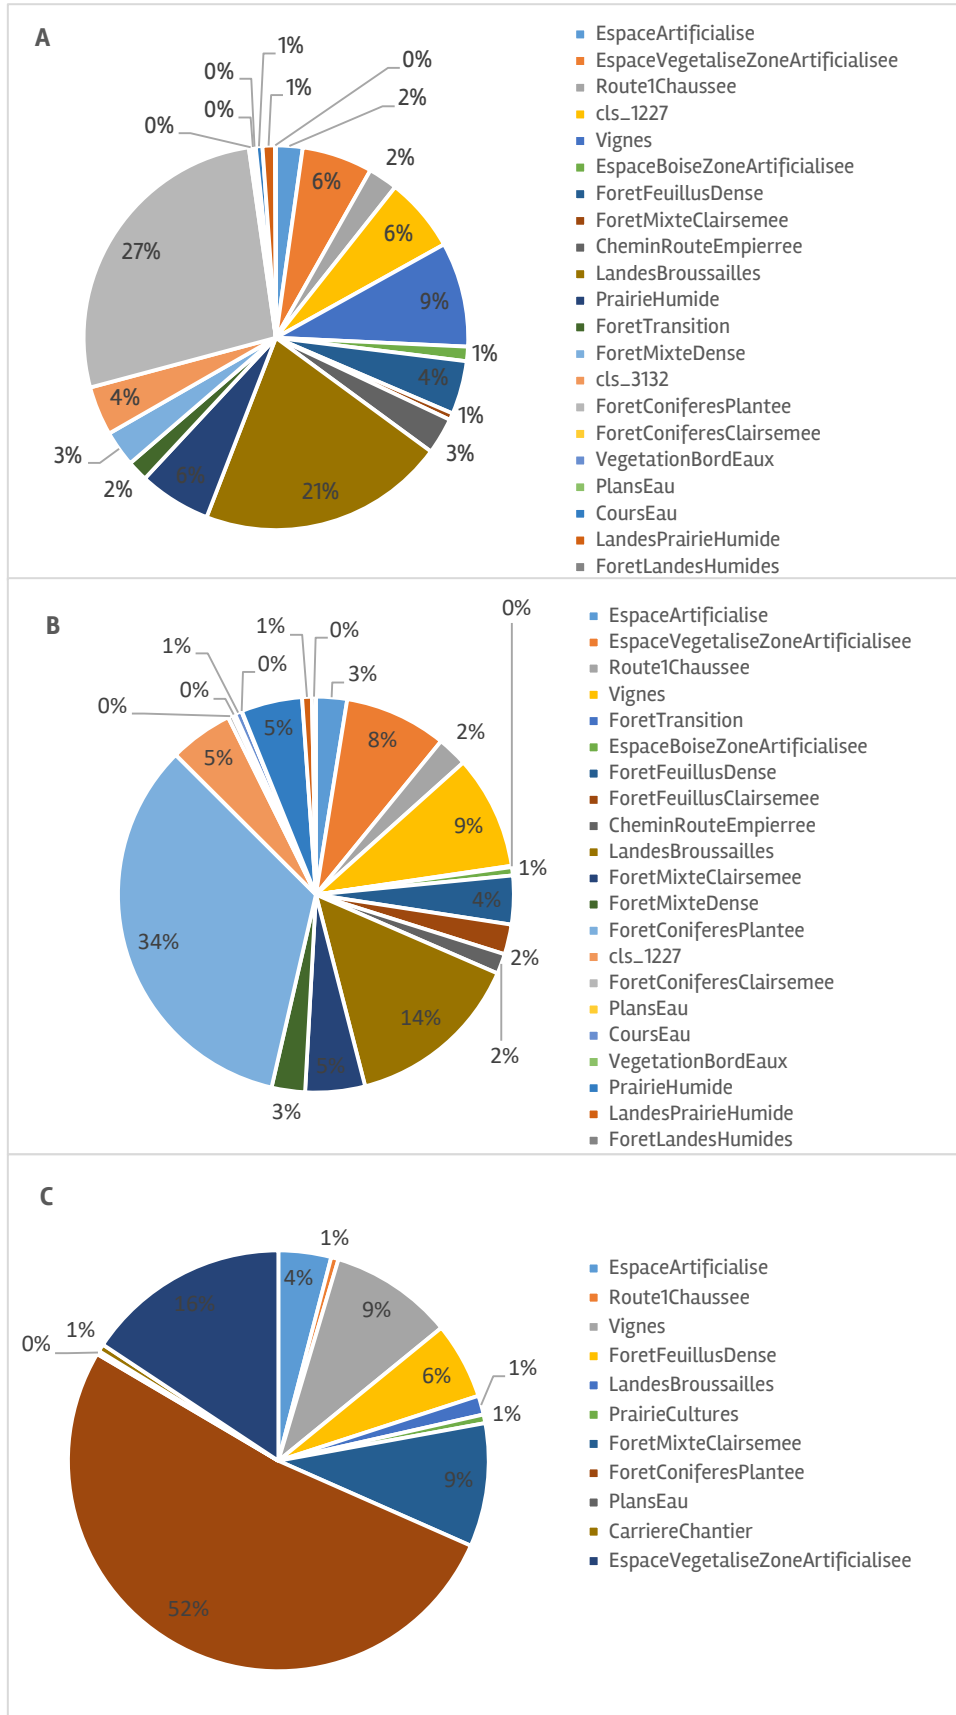 A
1%
0%
0%
1%
0%
2%
0%
2%
6%
6%
27%
9%
1%
4%
4%
1%
3%
3%
6%
2%
21%
EspaceArtificialise
EspaceVegetaliseZoneArtificialisee
Route1Chaussee
cls_1227
Vignes
EspaceBoiseZoneArtificialisee
ForetFeuillusDense
ForetMixteClairsemee
CheminRouteEmpierree
LandesBroussailles
PrairieHumide
ForetTransition
ForetMixteDense
cls_3132
ForetConiferesPlantee
ForetConiferesClairsemee
VegetationBordEaux
PlansEau
CoursEau
LandesPrairieHumide
ForetLandesHumides
B
0%
1%
0%
1%
0%
3%
0%
0%
5%
8%
2%
5%
9%
1%
4%
34%
2%
14%
2%
5%
3%
EspaceArtificialise
EspaceVegetaliseZoneArtificialisee
Route1Chaussee
Vignes
ForetTransition
EspaceBoiseZoneArtificialisee
ForetFeuillusDense
ForetFeuillusClairsemee
CheminRouteEmpierree
LandesBroussailles
ForetMixteClairsemee
ForetMixteDense
ForetConiferesPlantee
cls_1227
ForetConiferesClairsemee
PlansEau
CoursEau
VegetationBordEaux
PrairieHumide
LandesPrairieHumide
ForetLandesHumides
C
1%
4%
16%
9%
1%
0%
1%
6%
1%
9%
52%
EspaceArtificialise
Route1Chaussee
Vignes
ForetFeuillusDense
LandesBroussailles
PrairieCultures
ForetMixteClairsemee
ForetConiferesPlantee
PlansEau
CarriereChantier
EspaceVegetaliseZoneArtificialisee